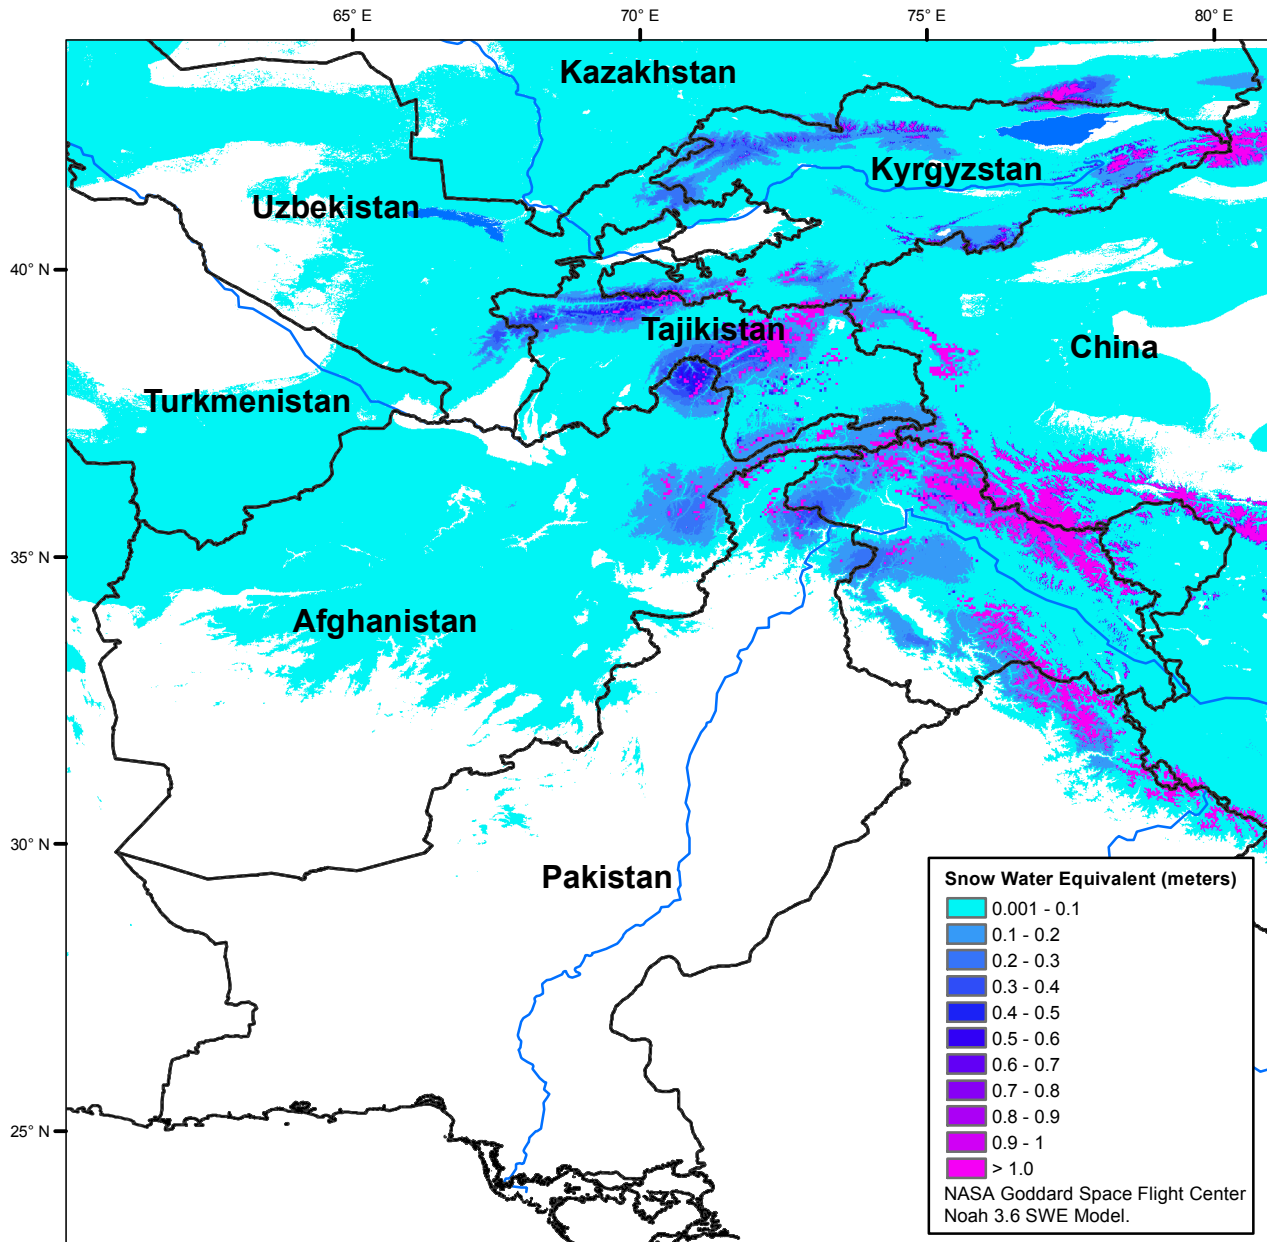 65° E
70° E
75° E
80° E
Kazakhstan
Kyrgyzstan
Uzbekistan
40° N
Tajikistan
China
Turkmenistan
35° N
Afghanistan
30° N
Pakistan
25° N
Snow Water Equivalent (meters)
0.001 - 0.1
0.1 - 0.2
0.2 - 0.3
0.3 - 0.4
0.4 - 0.5
0.5 - 0.6
0.6 - 0.7
0.7 - 0.8
0.8 - 0.9
0.9 - 1
> 1.0
NASA Goddard Space Flight Center
Noah 3.6 SWE Model.